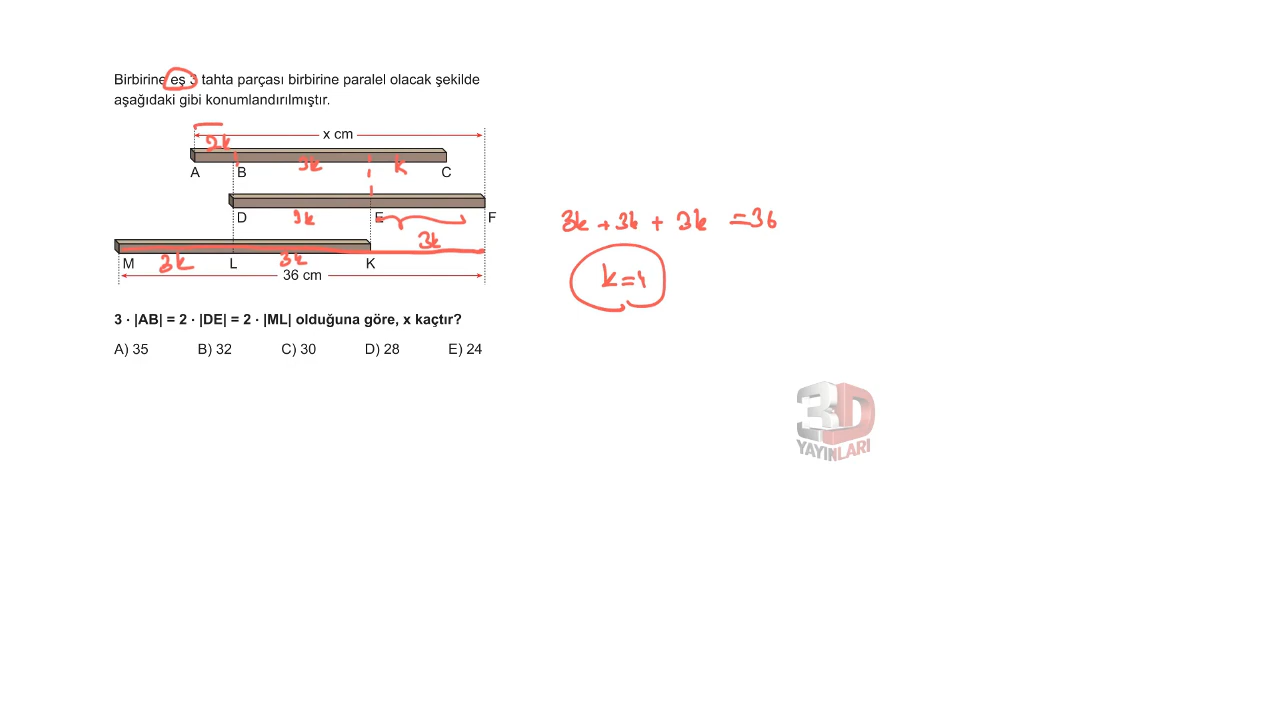 Birbirine eş 3 tahta parçası birbirine paralel olacak şekilde
aşağıdaki gibi konumlandırılmıştır.
x cm
2k
3k
k
A B C
3k
D E F
3k
3k + 3k + 3k = 36
3k 3k
M L K
36 cm
k = 4
3 · |AB| = 2 · |DE| = 2 · |ML| olduğuna göre, x kaçtır?
A) 35 B) 32 C) 30 D) 28 E) 24
3D
YAYINLARI